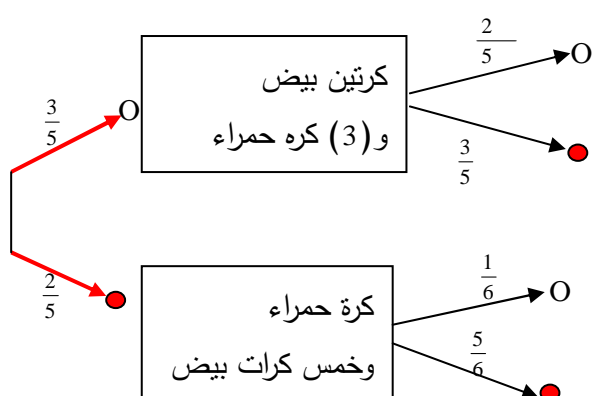 2/5
O
كرتين بيض
و(3) كره حمراء
3/5
O
3/5
2/5
كرة حمراء
وخمس كرات بيض
1/6
O
5/6